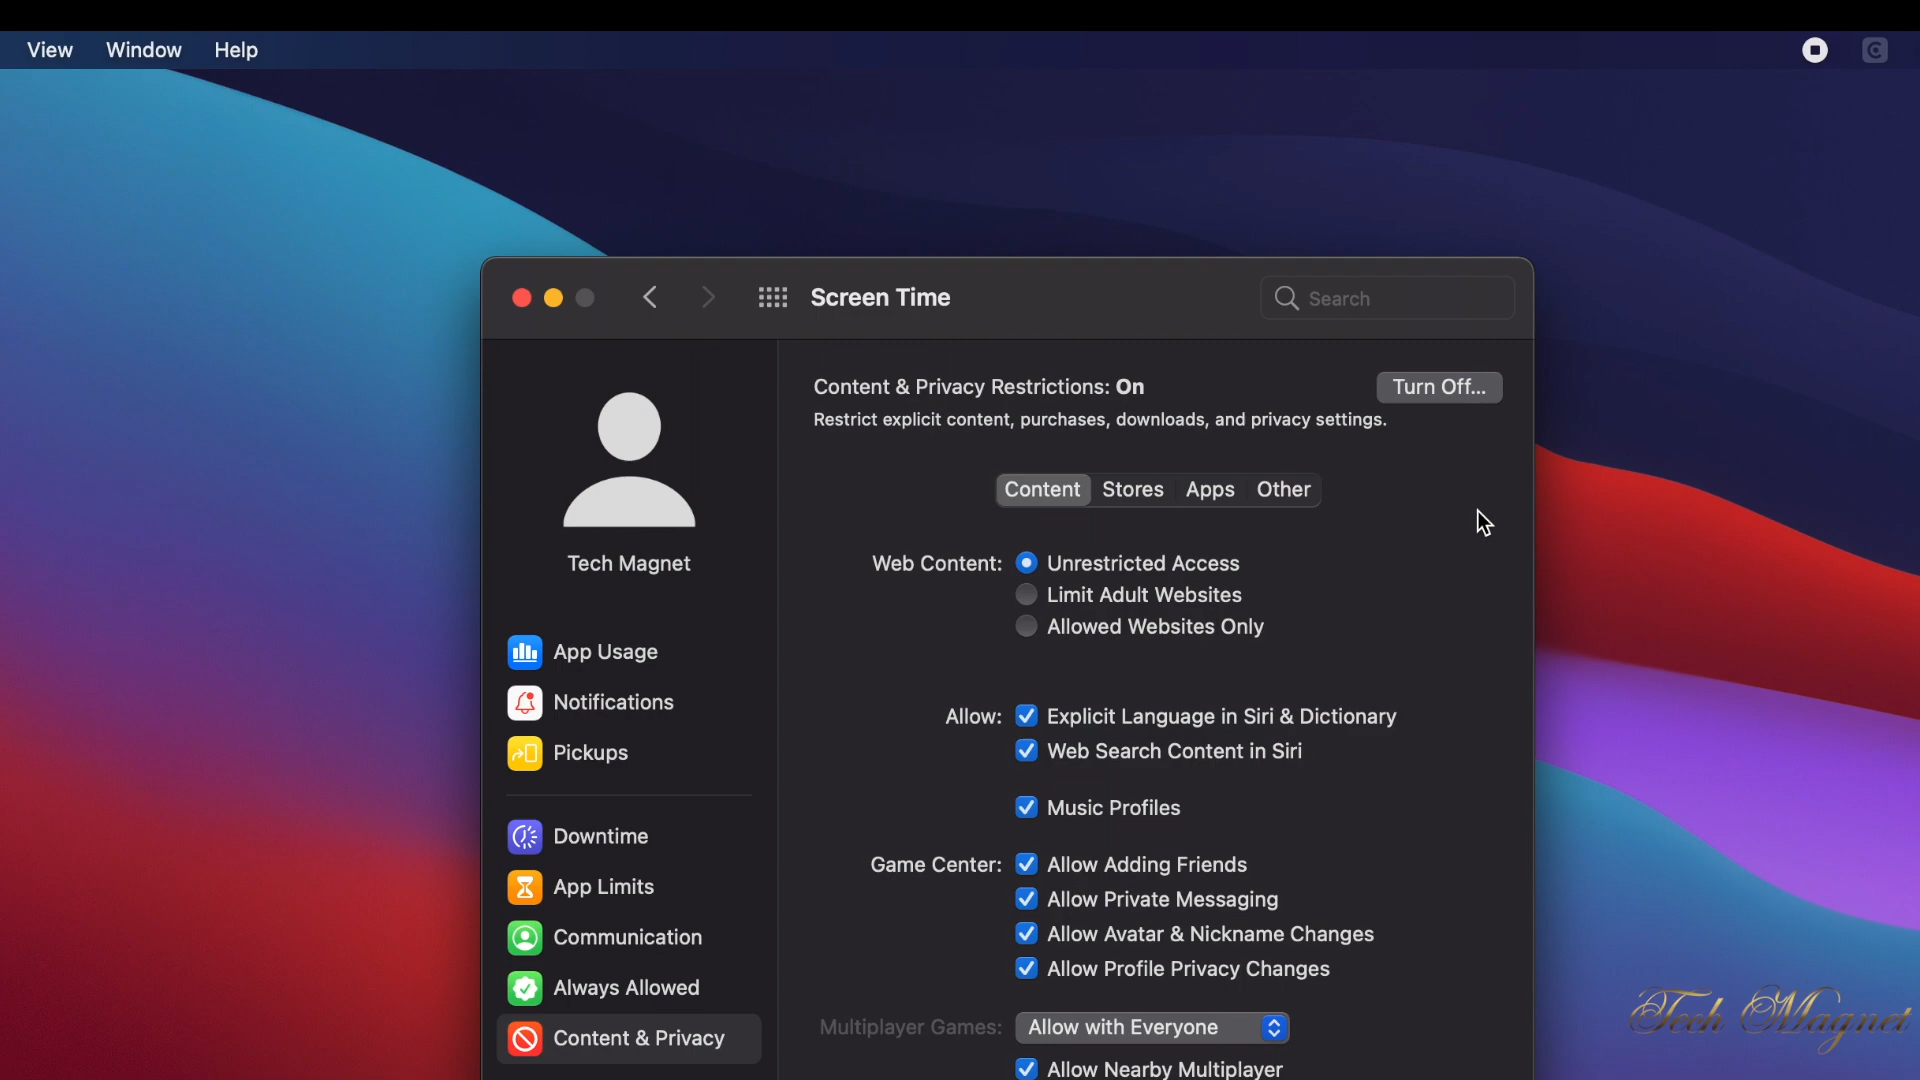 View Window Help
Screen Time
Search
Content & Privacy Restrictions: On
Turn Off...
Restrict explicit content, purchases, downloads, and privacy settings.
Content Stores Apps Other
Tech Magnet
Web Content: Unrestricted Access
Limit Adult Websites
Allowed Websites Only
App Usage
Notifications
Pickups
Allow: Explicit Language in Siri & Dictionary
Web Search Content in Siri
Music Profiles
Downtime
App Limits
Communication
Always Allowed
Content & Privacy
Game Center: Allow Adding Friends
Allow Private Messaging
Allow Avatar & Nickname Changes
Allow Profile Privacy Changes
Multiplayer Games: Allow with Everyone
Allow Nearby Multiplayer
Tech Magnet